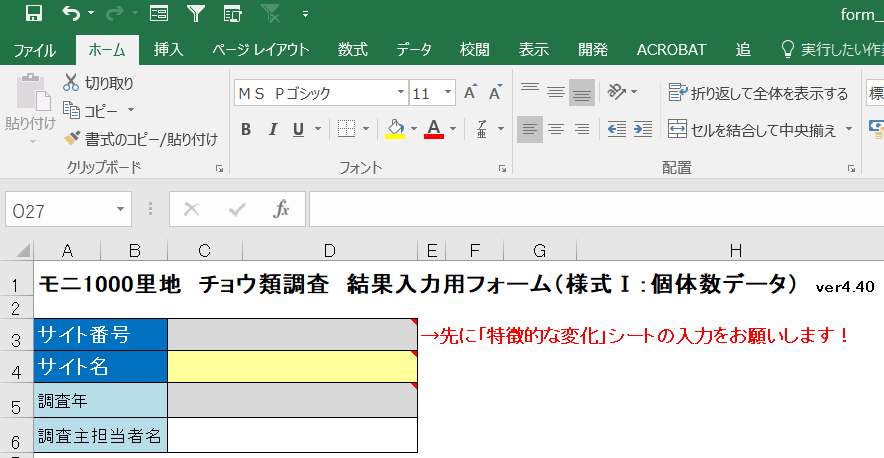 form_
ファイル ホーム 挿入 ページ レイアウト 数式 データ 校閲 表示 開発 ACROBAT 追 実行したい作業
切り取り
コピー
貼り付け
書式のコピー/貼り付け
クリップボード
ＭＳ Ｐゴシック 11 A A
B I U A ア亜
フォント
折り返して全体を表示する
セルを結合して中央揃え
配置
標
O27 fx
A B C D E F G H
1 モニ1000里地　チョウ類調査　結果入力用フォーム（様式Ⅰ：個体数データ） ver4.40
2
3 サイト番号 →先に「特徴的な変化」シートの入力をお願いします！
4 サイト名
5 調査年
6 調査主担当者名